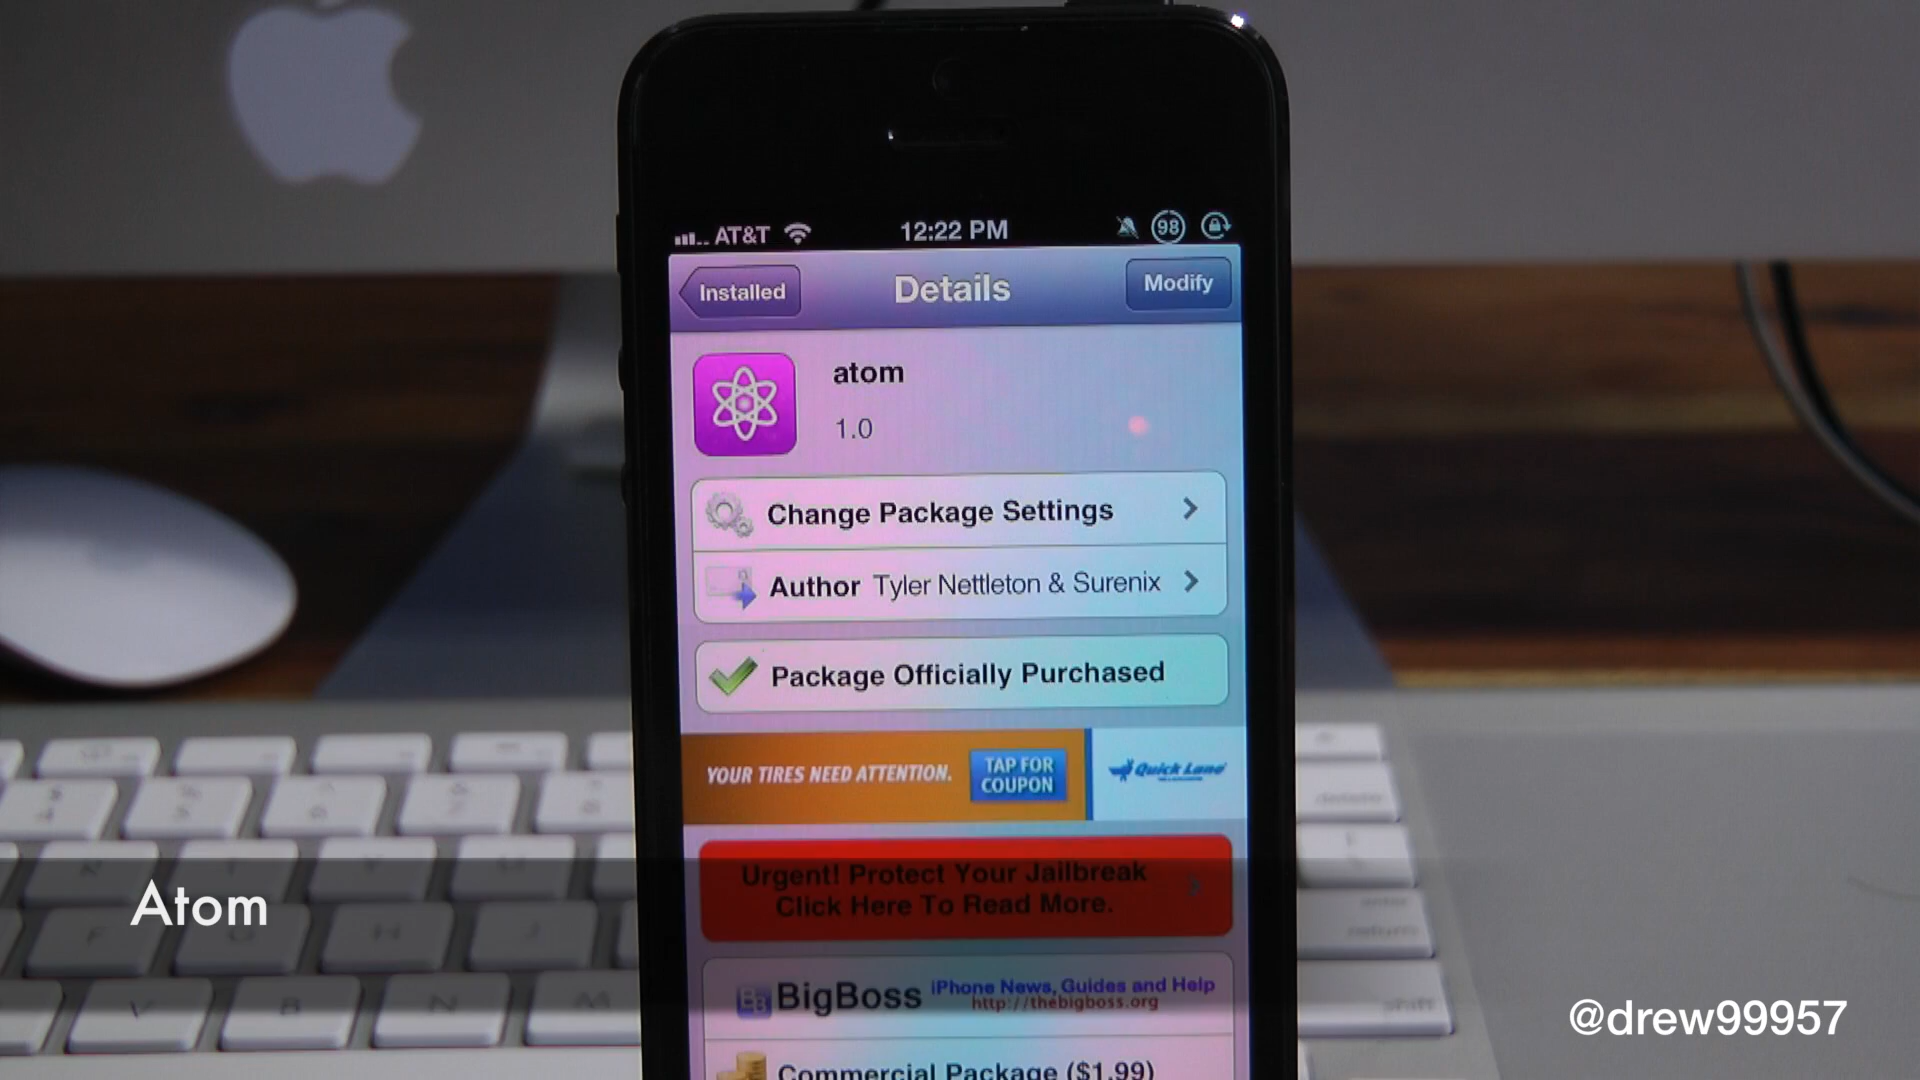 AT&T 12:22 PM 98
Installed Details Modify
atom
1.0
Change Package Settings
Author Tyler Nettleton & Surenix
Package Officially Purchased
YOUR TIRES NEED ATTENTION. TAP FOR COUPON Quick Lane
Urgent! Protect Your Jailbreak
Click Here To Read More.
BigBoss iPhone News, Guides and Help
http://thebigboss.org
Commercial Package ($1.99)
Atom
@drew99957